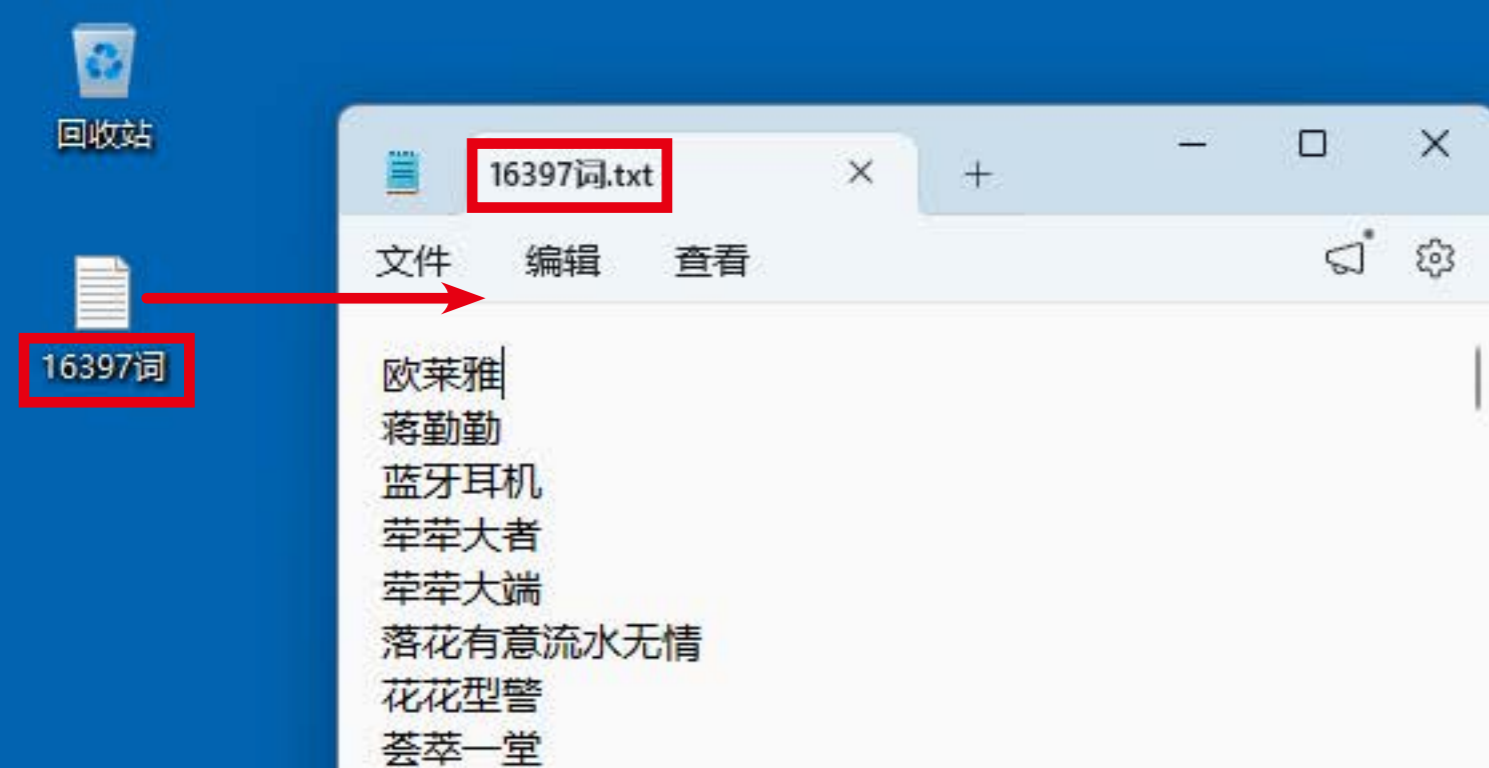 回收站
16397词
16397词.txt
文件 编辑 查看
欧莱雅
蒋勤勤
蓝牙耳机
荦荦大者
荦荦大端
落花有意流水无情
花花型警
荟萃一堂